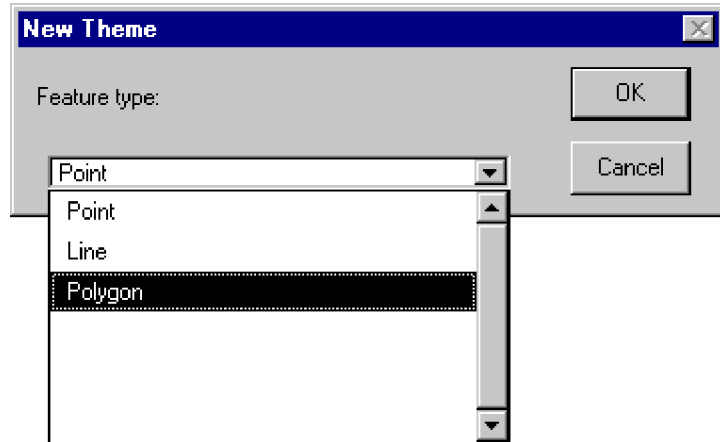 New Theme
Feature type:
OK
Cancel
Point
Point
Line
Polygon